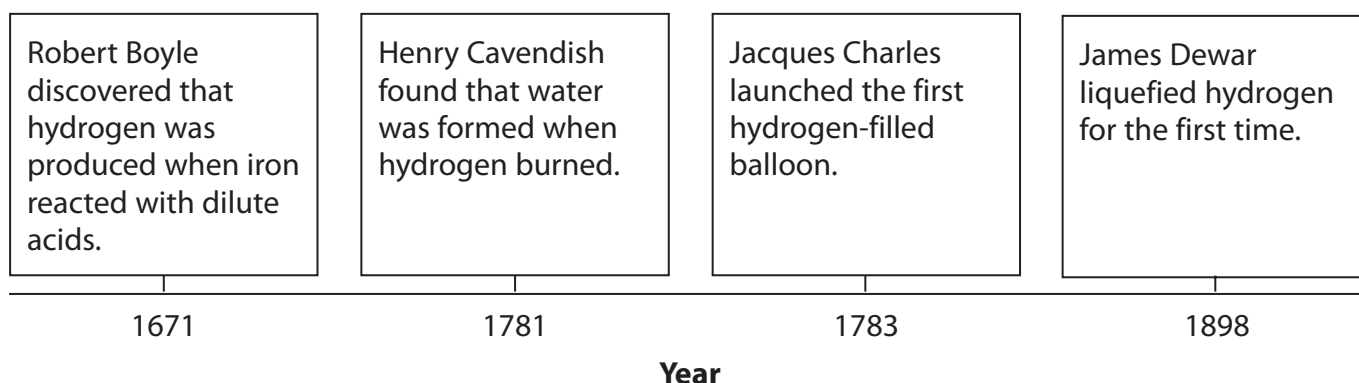 Robert Boyle
discovered that
hydrogen was
produced when iron
reacted with dilute
acids.
Henry Cavendish
found that water
was formed when
hydrogen burned.
Jacques Charles
launched the first
hydrogen-filled
balloon.
James Dewar
liquefied hydrogen
for the first time.
1671
1781
1783
1898
Year